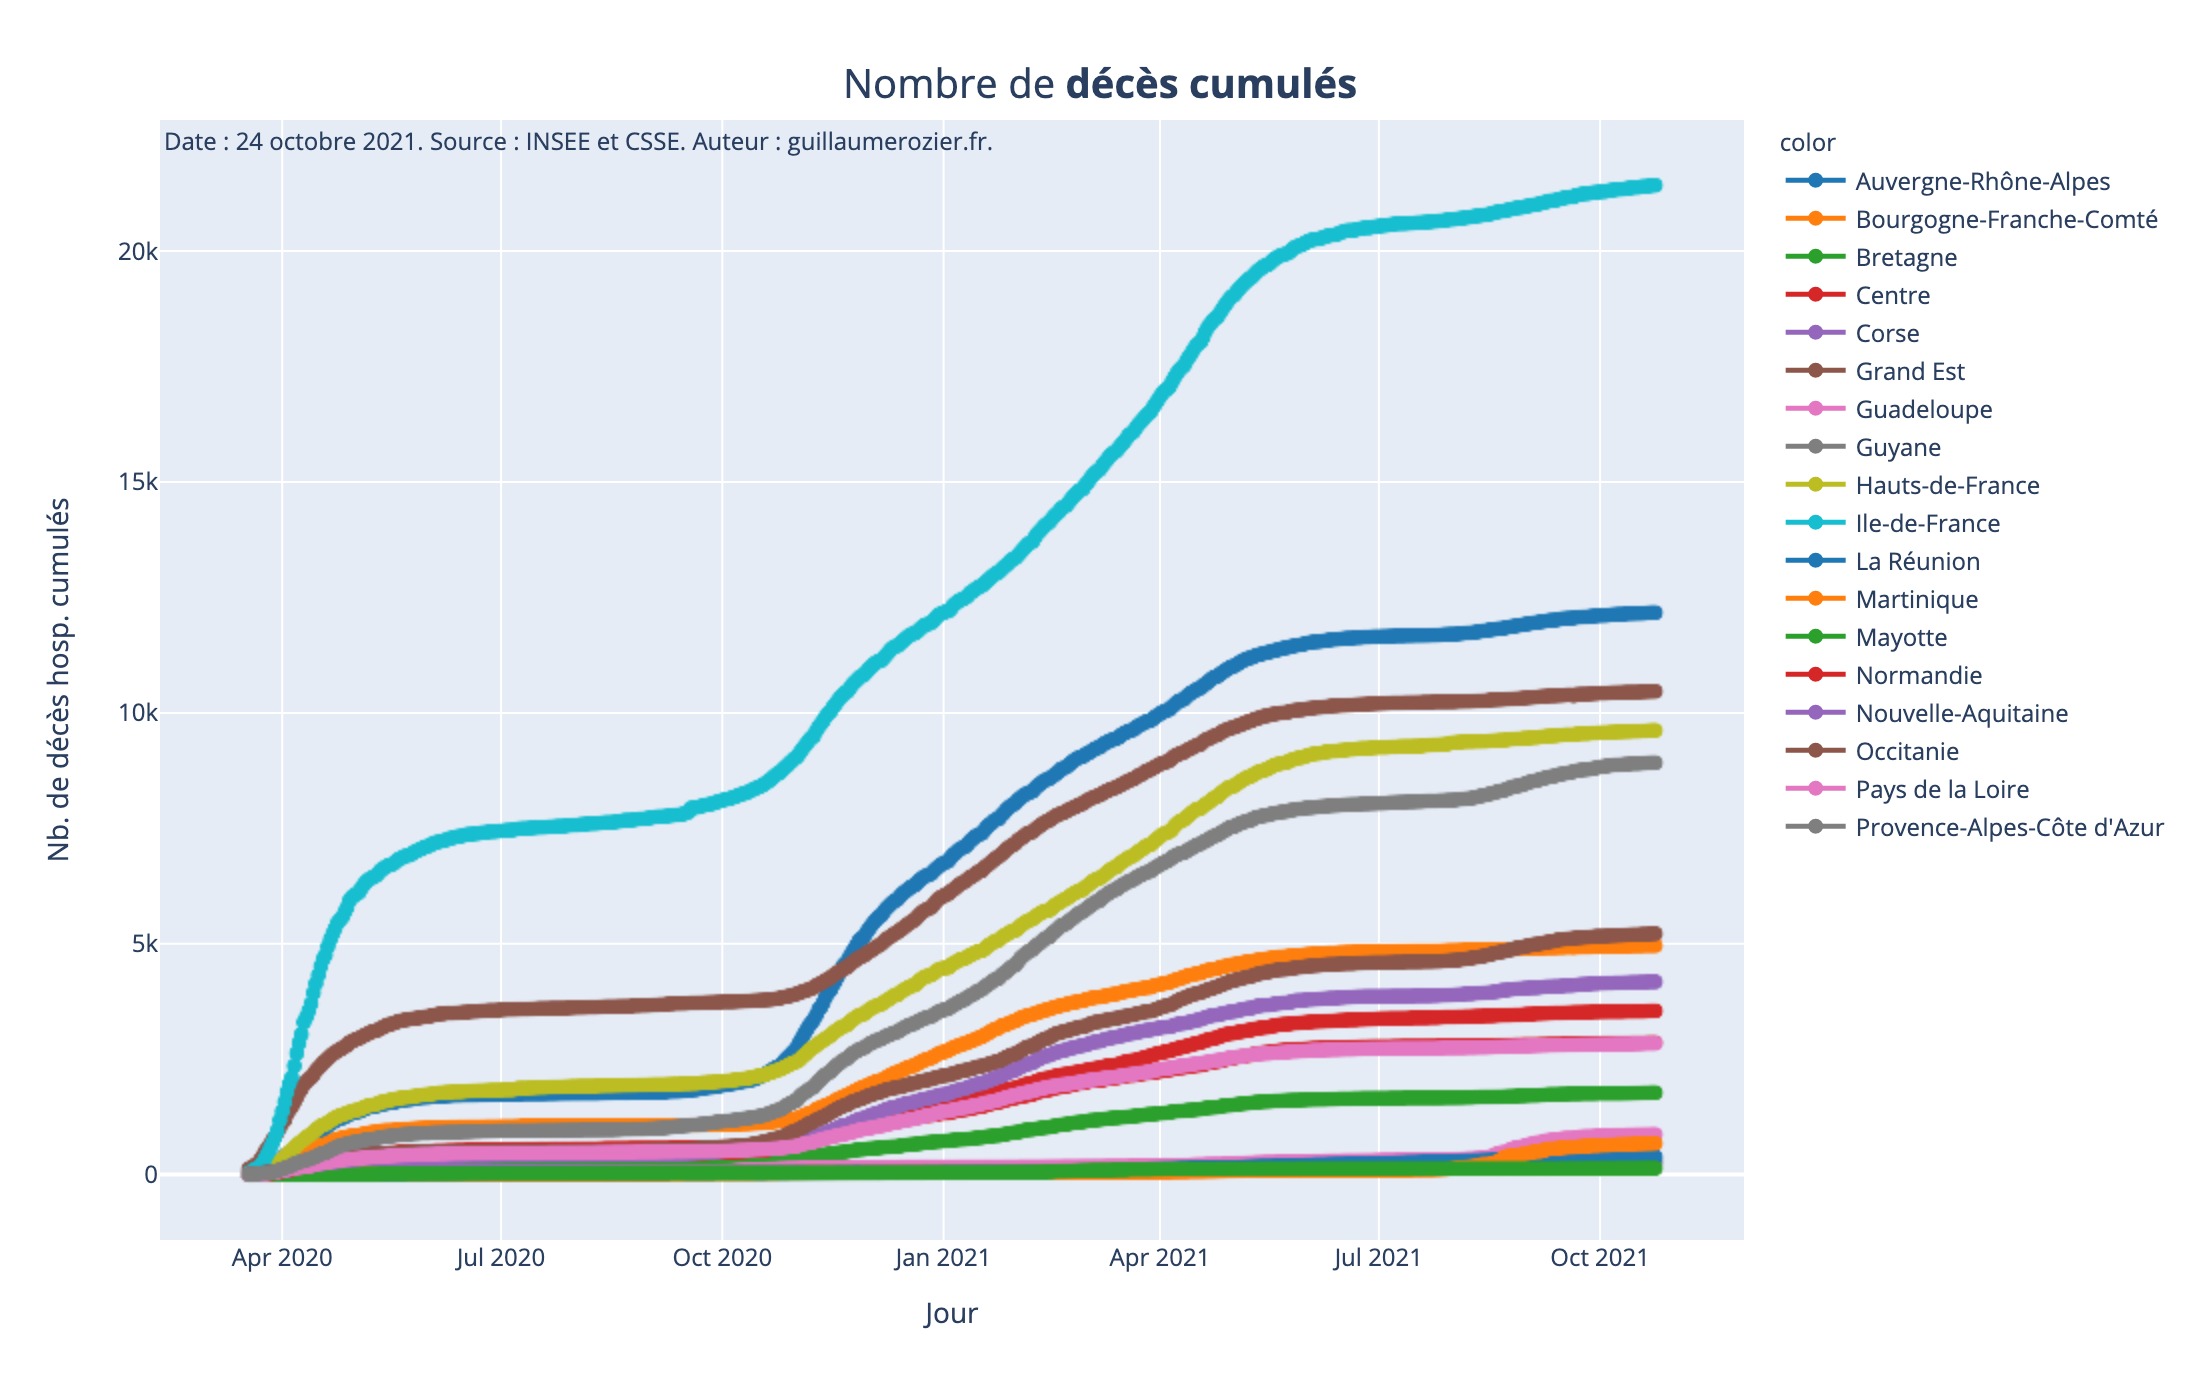 Nombre de décès cumulés
Date : 24 octobre 2021. Source : INSEE et CSSE. Auteur : guillaumerozier.fr.
color
Auvergne-Rhône-Alpes
Bourgogne-Franche-Comté
Bretagne
Centre
Corse
Grand Est
Guadeloupe
Guyane
Hauts-de-France
Ile-de-France
La Réunion
Martinique
Mayotte
Normandie
Nouvelle-Aquitaine
Occitanie
Pays de la Loire
Provence-Alpes-Côte d'Azur
Nb. de décès hosp. cumulés
20k
15k
10k
5k
0
Apr 2020
Jul 2020
Oct 2020
Jan 2021
Apr 2021
Jul 2021
Oct 2021
Jour